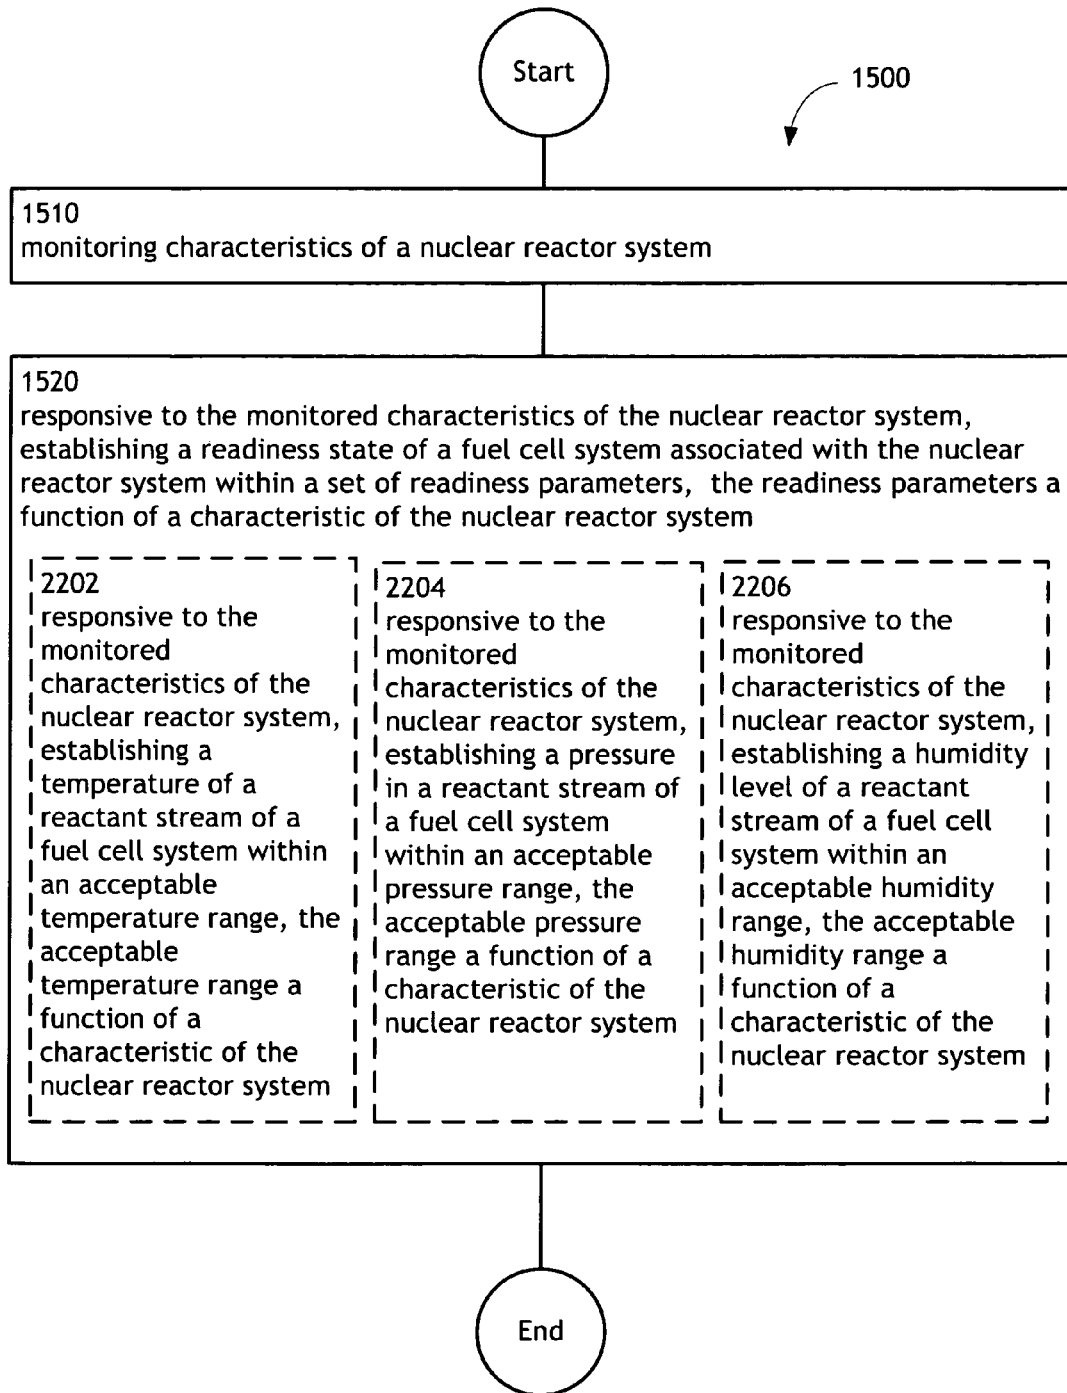 Start
1500
1510
monitoring characteristics of a nuclear reactor system
1520
responsive to the monitored characteristics of the nuclear reactor system,
establishing a readiness state of a fuel cell system associated with the nuclear
reactor system within a set of readiness parameters, the readiness parameters a
function of a characteristic of the nuclear reactor system
2202
responsive to the
monitored
characteristics of the
nuclear reactor system,
establishing a
temperature of a
reactant stream of a
fuel cell system within
an acceptable
temperature range, the
acceptable
temperature range a
function of a
characteristic of the
nuclear reactor system
2204
responsive to the
monitored
characteristics of the
nuclear reactor system,
establishing a pressure
in a reactant stream of
a fuel cell system
within an acceptable
pressure range, the
acceptable pressure
range a function of a
characteristic of the
nuclear reactor system
2206
responsive to the
monitored
characteristics of the
nuclear reactor system,
establishing a humidity
level of a reactant
stream of a fuel cell
system within an
acceptable humidity
range, the acceptable
humidity range a
function of a
characteristic of the
nuclear reactor system
End